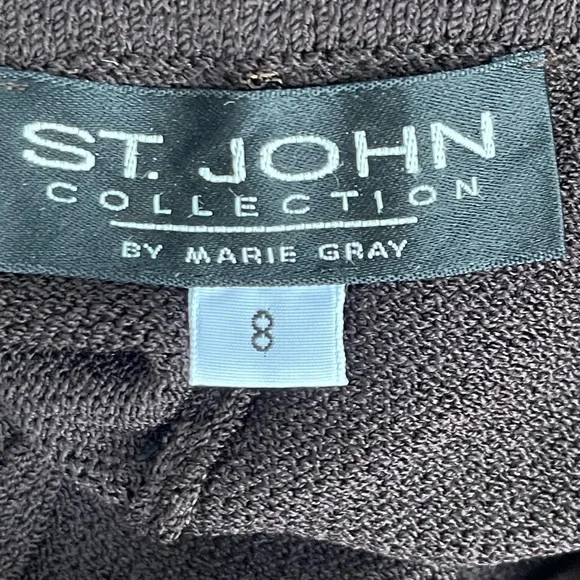 ST. JOHN
COLLECTION
BY MARIE GRAY
8